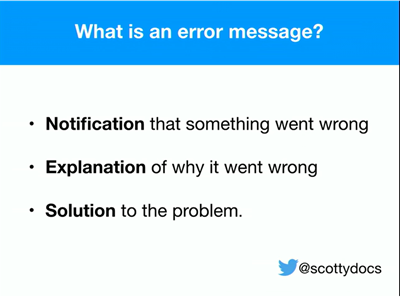 What is an error message?
• Notification that something went wrong
• Explanation of why it went wrong
• Solution to the problem.
@scottydocs